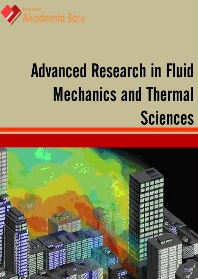 Akademia Baru
Advanced Research in Fluid
Mechanics and Thermal
Sciences